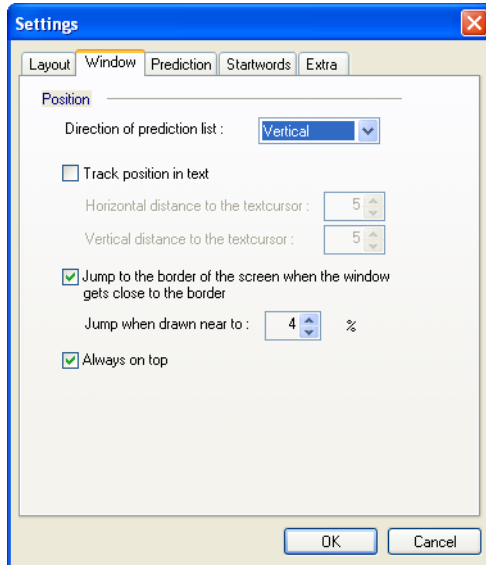 Settings
Layout Window Prediction Startwords Extra
Position
Direction of prediction list : Vertical
Track position in text
Horizontal distance to the textcursor : 5
Vertical distance to the textcursor : 5
Jump to the border of the screen when the window
gets close to the border
Jump when drawn near to : 4 %
Always on top
OK Cancel